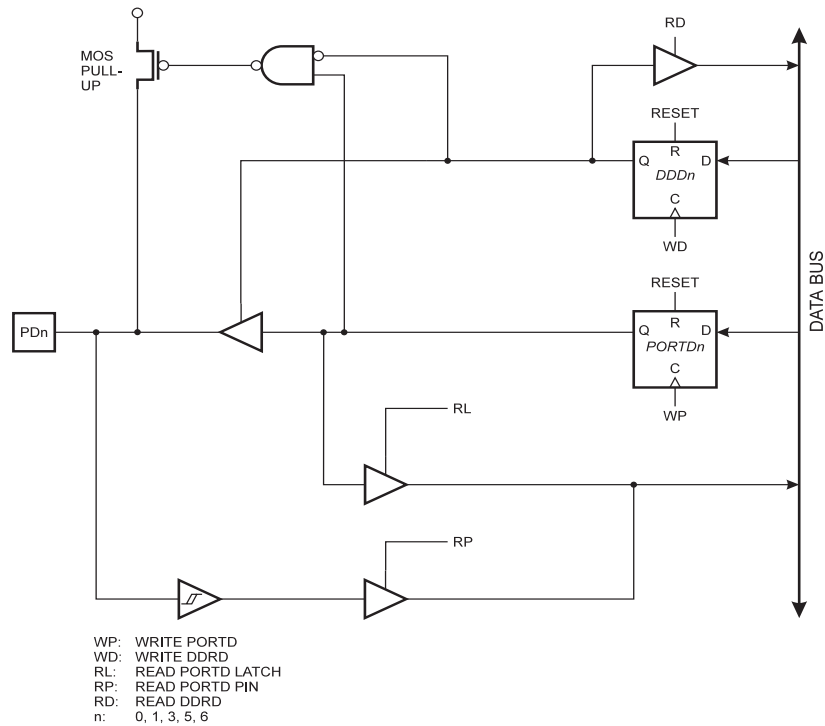 RD
MOS
PULL-
UP
RESET
R
Q
D
DDDn
C
WD
DATA BUS
RESET
R
Q
D
PDn
PORTDn
C
WP
RL
RP
WP: WRITE PORTD
WD: WRITE DDRD
RL: READ PORTD LATCH
RP: READ PORTD PIN
RD: READ DDRD
n: 0, 1, 3, 5, 6